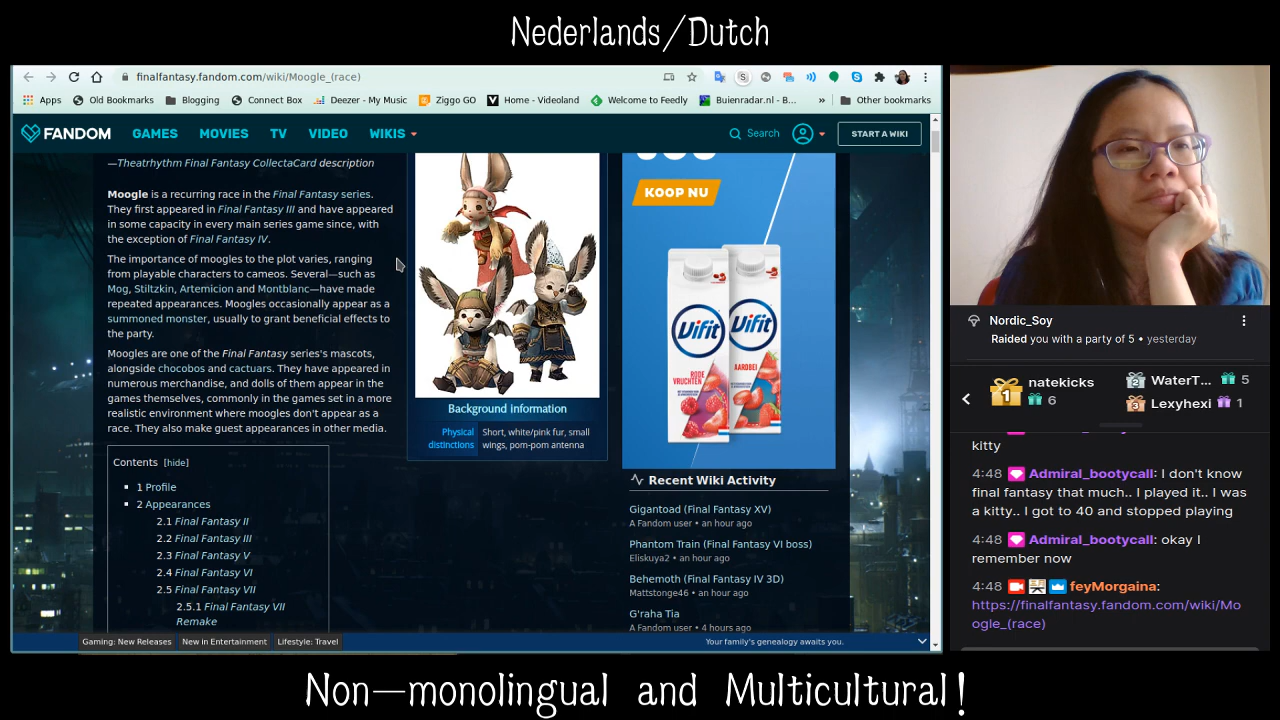 Nederlands/Dutch
finalfantasy.fandom.com/wiki/Moogle_(race)
Apps
Old Bookmarks
Blogging
Connect Box
Deezer - My Music
Ziggo GO
Home - Videoland
Welcome to Feedly
Buienradar.nl - B...
»
Other bookmarks
FANDOM
GAMES
MOVIES
TV
VIDEO
WIKIS
Search
START A WIKI
—Theatrhythm Final Fantasy CollectaCard description
Moogle is a recurring race in the Final Fantasy series.
They first appeared in Final Fantasy III and have appeared
in some capacity in every main series game since, with
the exception of Final Fantasy IV.
The importance of moogles to the plot varies, ranging
from playable characters to cameos. Several—such as
Mog, Stiltzkin, Artemicion and Montblanc—have made
repeated appearances. Moogles occasionally appear as a
summoned monster, usually to grant beneficial effects to
the party.
Moogles are one of the Final Fantasy series's mascots,
alongside chocobos and cactuars. They have appeared in
numerous merchandise, and dolls of them appear in the
games themselves, commonly in the games set in a more
realistic environment where moogles don't appear as a
race. They also make guest appearances in other media.
Contents [hide]
1 Profile
2 Appearances
2.1 Final Fantasy II
2.2 Final Fantasy III
2.3 Final Fantasy V
2.4 Final Fantasy VI
2.5 Final Fantasy VII
2.5.1 Final Fantasy VII
Remake
Background information
Physical distinctions
Short, white/pink fur, small
wings, pom-pom antenna
KOOP NU
Vifit
Vifit
RODE
VRUCHTEN
AARDBEI
Recent Wiki Activity
Gigantoad (Final Fantasy XV)
A Fandom user • an hour ago
Phantom Train (Final Fantasy VI boss)
Eliskuya2 • an hour ago
Behemoth (Final Fantasy IV 3D)
Mattstonge46 • an hour ago
G'raha Tia
A Fandom user • 4 hours ago
Gaming: New Releases
New in Entertainment
Lifestyle: Travel
Your family's genealogy awaits you.
Nordic_Soy
Raided you with a party of 5 • yesterday
1
natekicks
6
2
WaterT... 5
3
Lexyhexi 1
kitty
4:48 Admiral_bootycall: I don't know
final fantasy that much.. I played it.. I was
a kitty.. I got to 40 and stopped playing
4:48 Admiral_bootycall: okay I
remember now
4:48 feyMorgaina:
https://finalfantasy.fandom.com/wiki/Mo
ogle_(race)
Non-monolingual and Multicultural!